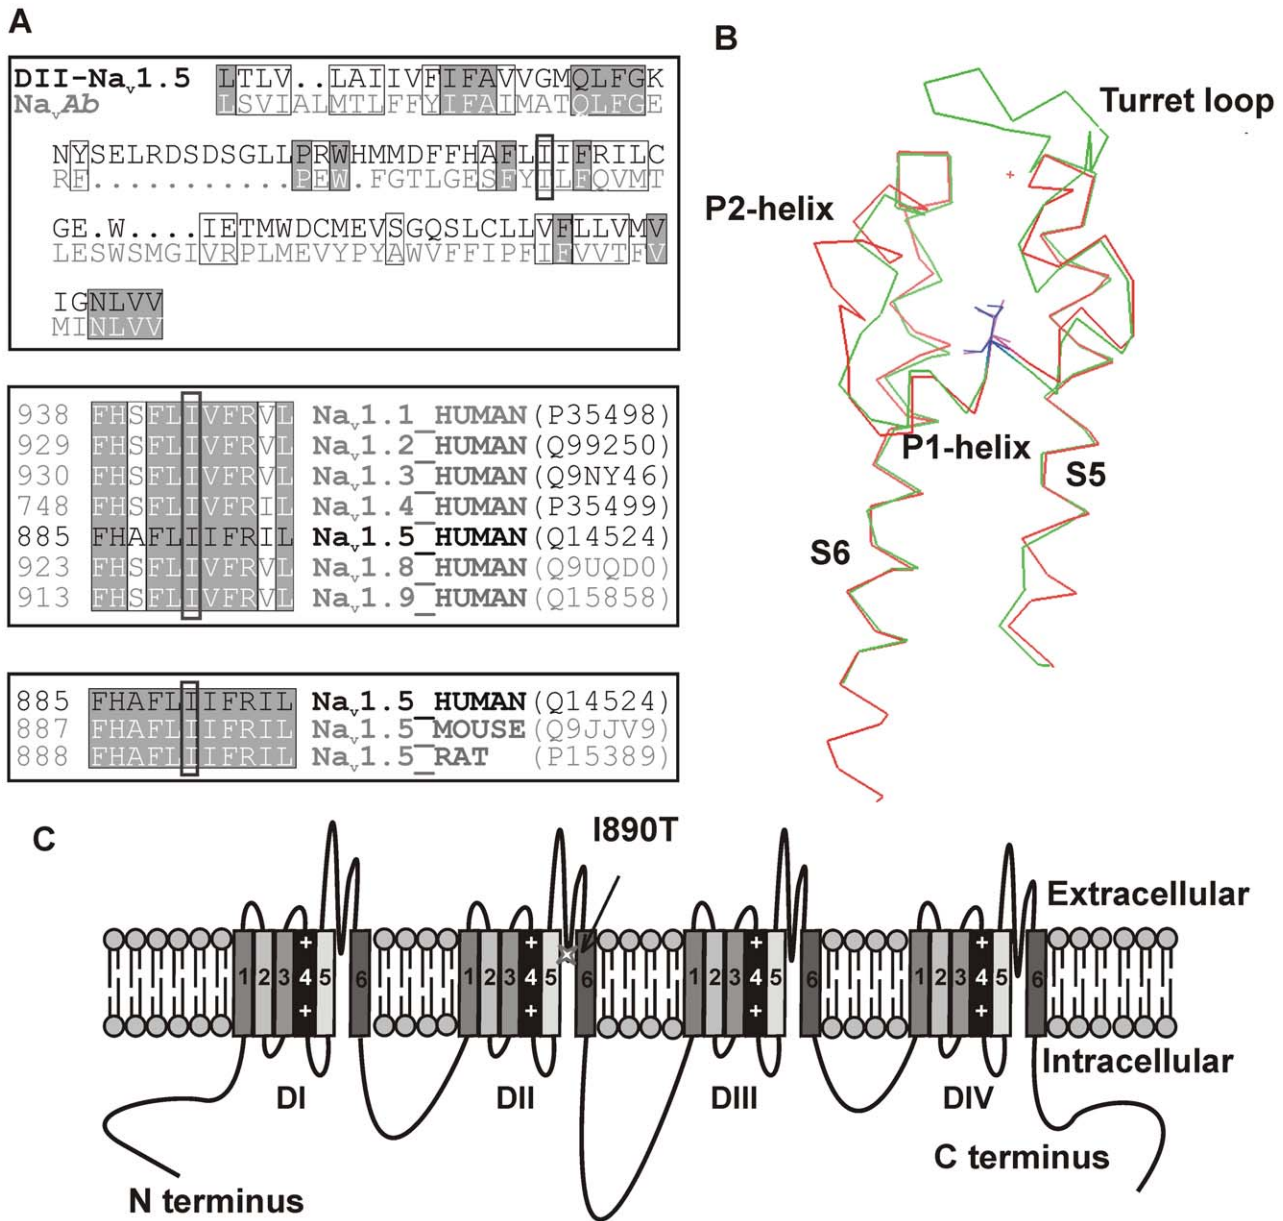 A
DII-Nav1.5 LTLV..LAIIVFIFAVVGMQLFGK
NavAb LSVIALMTLFFYIFAIMATQLFGE
NYSELRDSDSGLLPRWHMMDFFHAFLIIFRILC
RF............PEW.FGTLGESFYILFQVMT
GE.W....IETMWDCMEVSGQSLCLLVFLLVMV
LESWSMGIVRPLMEVYPYAWVFFIPFIFVVTFV
IGNLVV
MINLVV
938 FHSFLIVFRVL Nav1.1_HUMAN(P35498)
929 FHSFLIVFRVL Nav1.2_HUMAN(Q99250)
930 FHSFLIVFRVL Nav1.3_HUMAN(Q9NY46)
748 FHSFLIVFRIL Nav1.4_HUMAN(P35499)
885 FHAFLIIFRIL Nav1.5_HUMAN(Q14524)
923 FHSFLIVFRVL Nav1.8_HUMAN(Q9UQD0)
913 FHSFLIVFRVL Nav1.9_HUMAN(Q15858)
885 FHAFLIIFRIL Nav1.5_HUMAN(Q14524)
887 FHAFLIIFRIL Nav1.5_MOUSE(Q9JJV9)
888 FHAFLIIFRIL Nav1.5_RAT (P15389)
B
Turret loop
P2-helix
P1-helix
S5
S6
C
I890T
Extracellular
1 2 3 + 4 + 5 6
1 2 3 + 4 + 5 6
1 2 3 + 4 + 5 6
1 2 3 + 4 + 5 6
Intracellular
DI DII DIII DIV
N terminus
C terminus